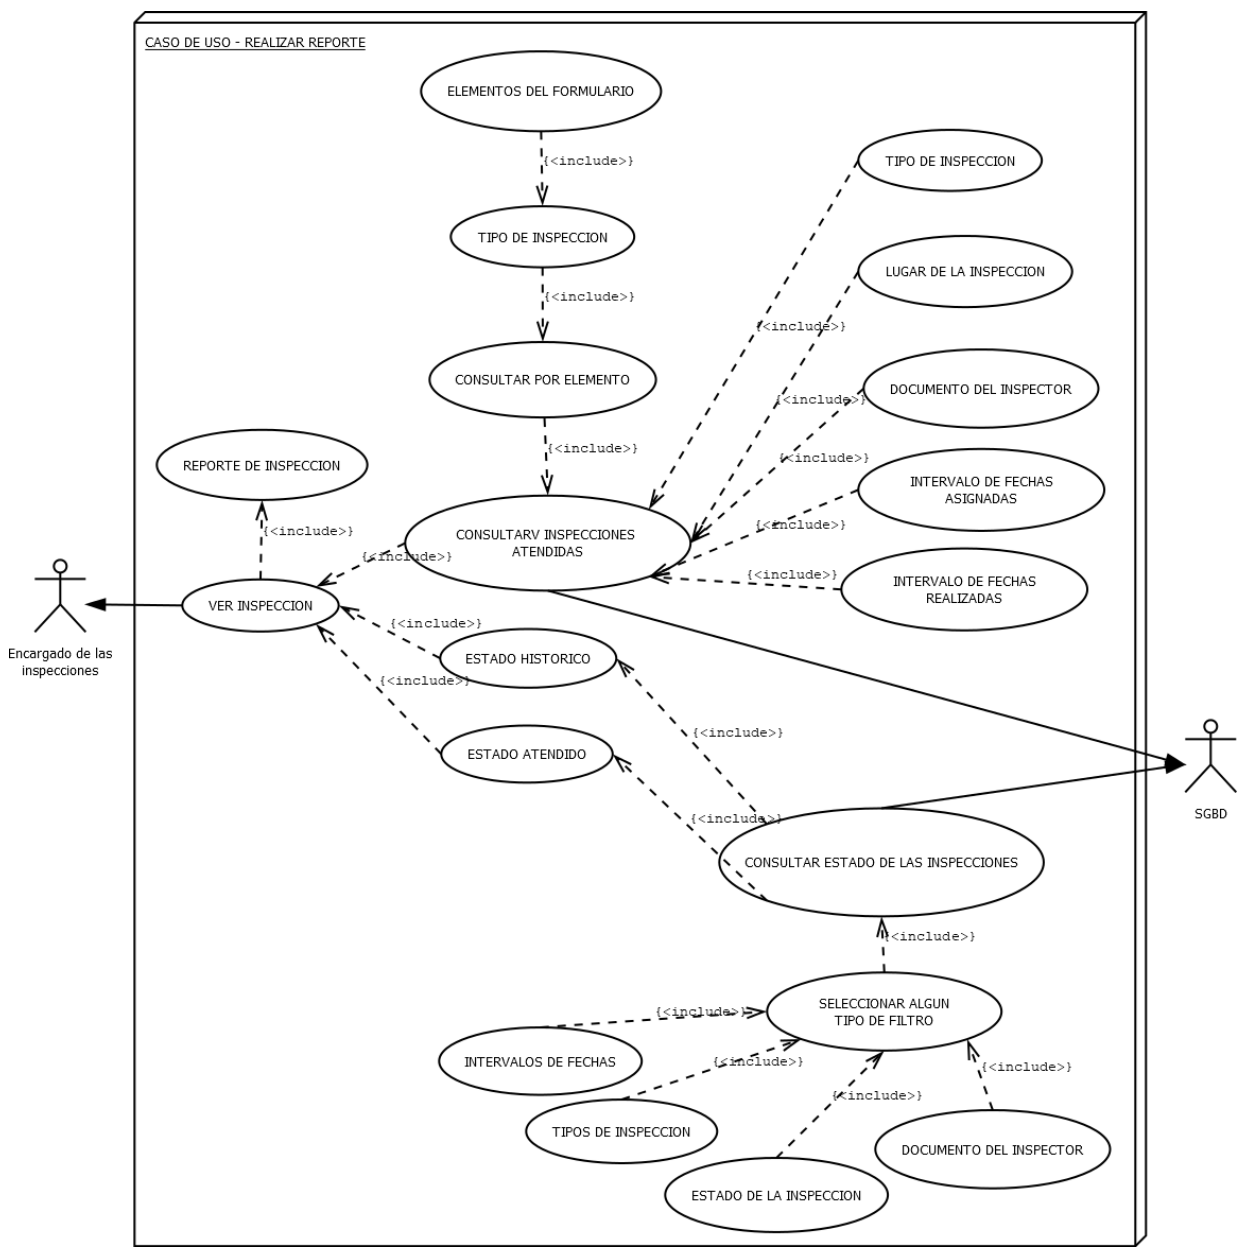 CASO DE USO - REALIZAR REPORTE
ELEMENTOS DEL FORMULARIO
{<include>}
TIPO DE INSPECCION
TIPO DE INSPECCION
{<include>}
LUGAR DE LA INSPECCION
{<include>}
CONSULTAR POR ELEMENTO
DOCUMENTO DEL INSPECTOR
{<include>}
{<include>}
{<include>}
REPORTE DE INSPECCION
INTERVALO DE FECHAS
ASIGNADAS
{<include>}
{<include>}
CONSULTARV INSPECCIONES
ATENDIDAS
{<include>}
{<include>}
INTERVALO DE FECHAS
REALIZADAS
VER INSPECCION
{<include>}
Encargado de las
inspecciones
ESTADO HISTORICO
{<include>}
{<include>}
ESTADO ATENDIDO
SGBD
{<include>}
CONSULTAR ESTADO DE LAS INSPECCIONES
{<include>}
SELECCIONAR ALGUN
TIPO DE FILTRO
{<include>}
INTERVALOS DE FECHAS
{<include>}
{<include>}
{<include>}
TIPOS DE INSPECCION
DOCUMENTO DEL INSPECTOR
ESTADO DE LA INSPECCION